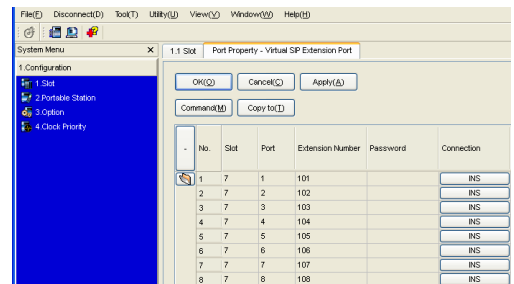 File(F) Disconnect(D) Tool(T) Utility(U) View(V) Window(W) Help(H)
System Menu X
1.1 Slot Port Property - Virtual SIP Extension Port
1.Configuration
1.Slot
2.Portable Station
3.Option
4.Clock Priority
OK(O) Cancel(C) Apply(A)
Command(M) Copy to(T)
- No. Slot Port Extension Number Password Connection
1 7 1 101 INS
2 7 2 102 INS
3 7 3 103 INS
4 7 4 104 INS
5 7 5 105 INS
6 7 6 106 INS
7 7 7 107 INS
8 7 8 108 INS